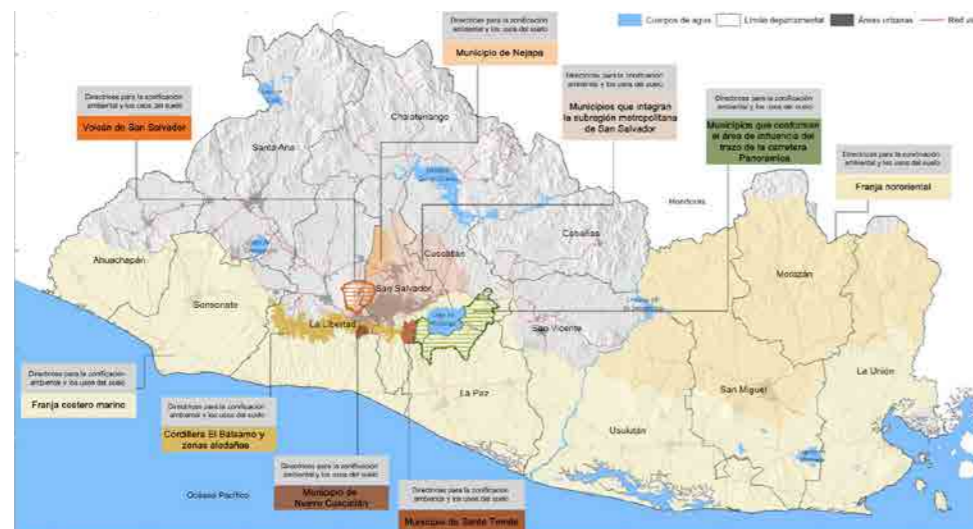 Cuerpos de agua
Límite departamental
Áreas urbanas
Directrices para la zonificación
ambiental y los usos del suelo
Municipio de Nejapa
Directrices para la zonificación
ambiental y los usos del suelo
Volcán de San Salvador
Directrices para la zonificación
ambiental y los usos del suelo
Municipios que integran
la subregión metropolitana
de San Salvador
Directrices para la zonificación
ambiental y los usos del suelo
Municipios que conforman
el área de influencia del
trazo de la carretera
Panorámica
Directrices para la zonificación
ambiental y los usos del suelo
Franja nororiental
Chalatenango
Santa Ana
Honduras
Cabañas
Cuscatlán
Morazán
Ahuachapán
San Salvador
Sonsonate
La Libertad
San Vicente
La Unión
San Miguel
La Paz
Usulután
Directrices para la zonificación
ambiental y los usos del suelo
Franja costero marino
Directrices para la zonificación
ambiental y los usos del suelo
Cordillera El Bálsamo y
zonas aledañas
Directrices para la zonificación
ambiental y los usos del suelo
Municipio de
Nuevo Cuscatlán
Océano Pacífico
Directrices para la zonificación
ambiental y los usos del suelo
Municipio de Santo Tomás